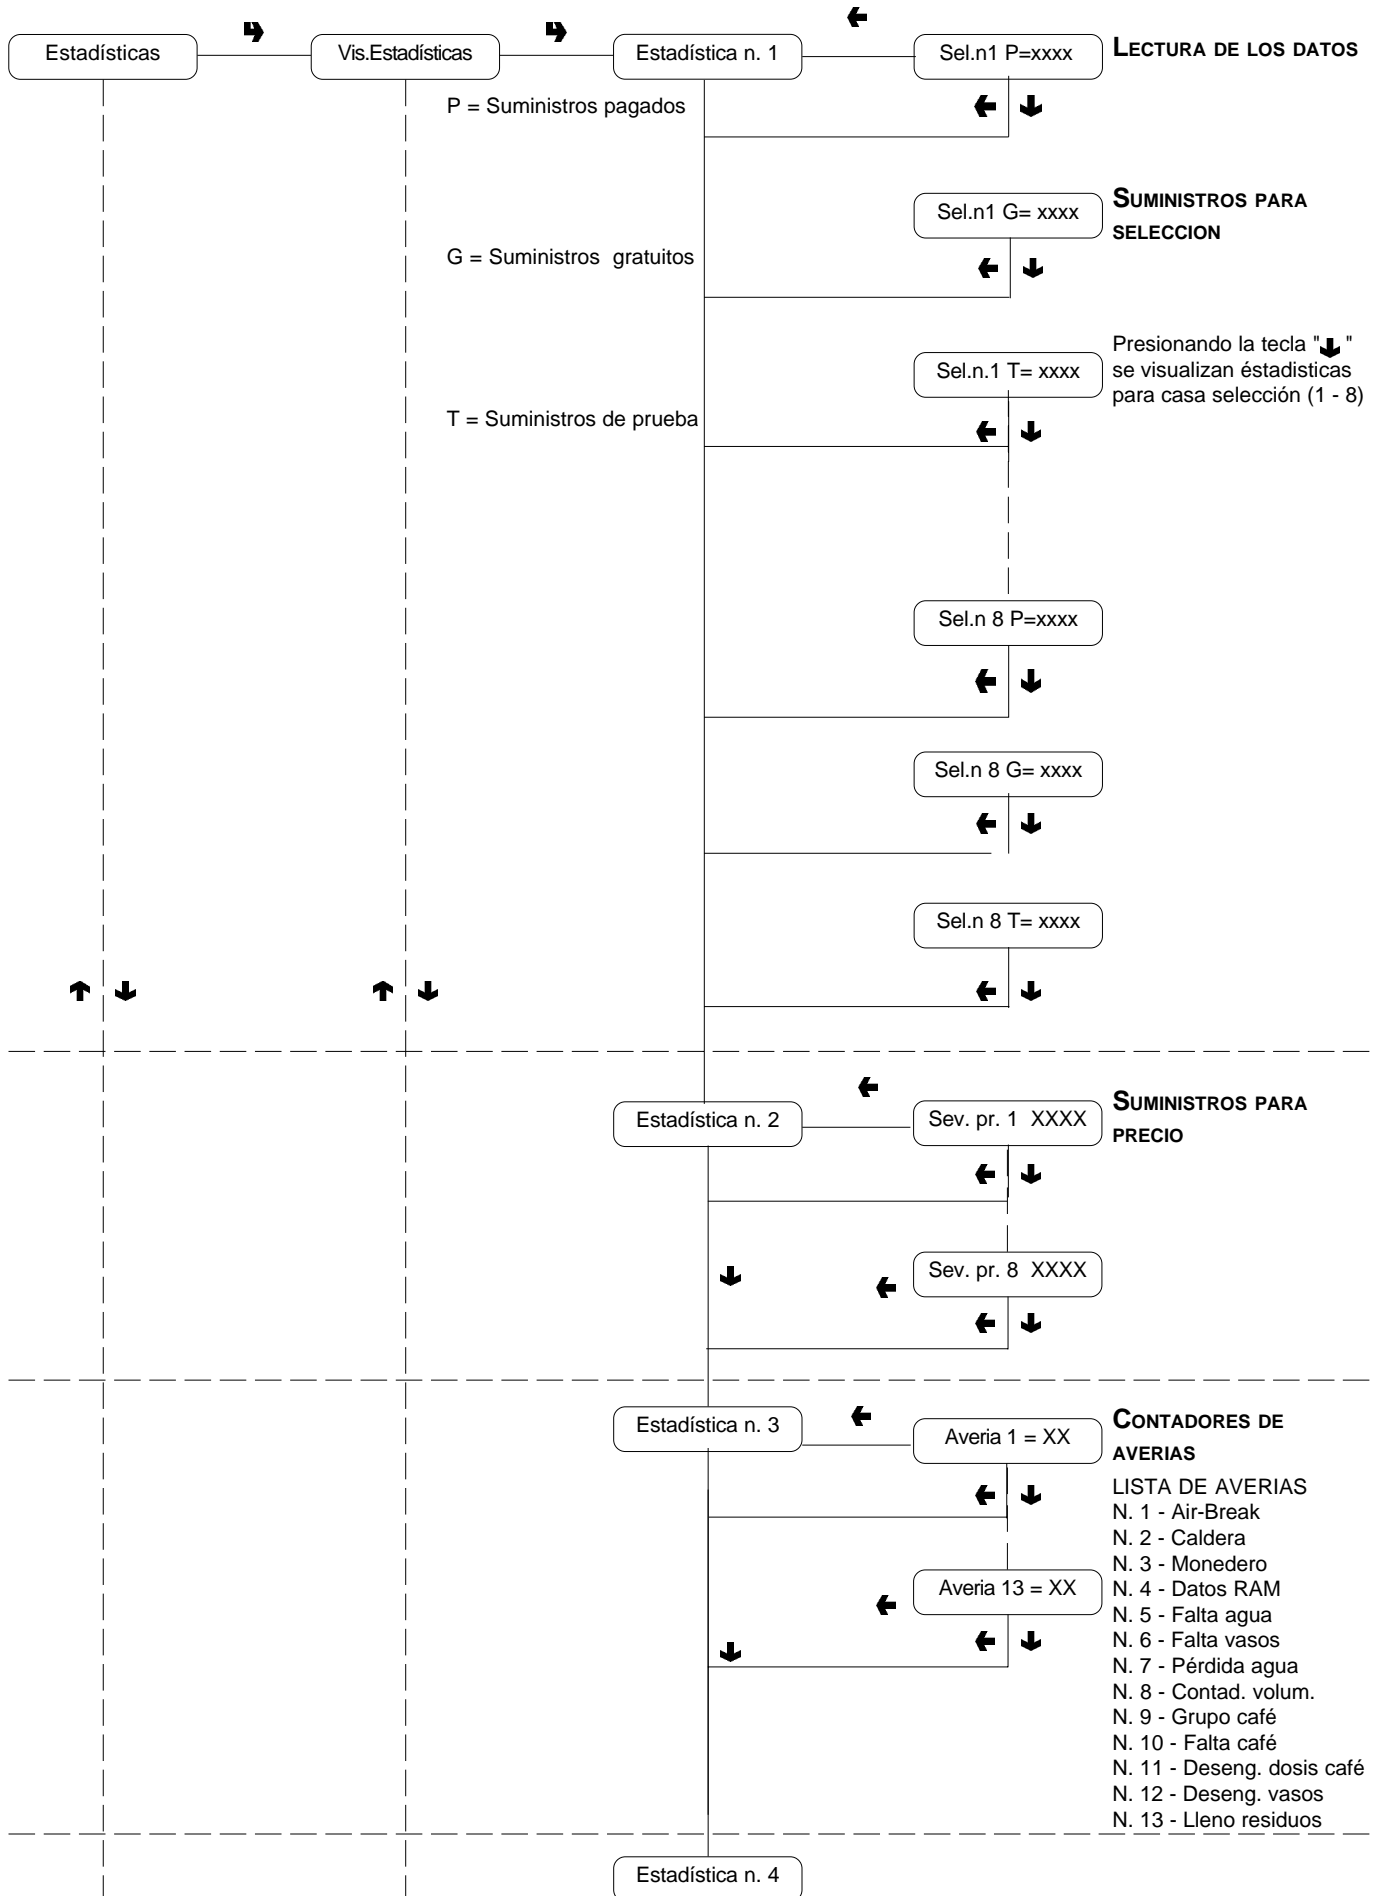 Estadísticas
Vis.Estadísticas
Estadística n. 1
Sel.n1 P=xxxx
LECTURA DE LOS DATOS
P = Suministros pagados
Sel.n1 G= xxxx
SUMINISTROS PARA
SELECCION
G = Suministros gratuitos
Sel.n.1 T= xxxx
Presionando la tecla "🡫"
se visualizan éstadisticas
para casa selección (1 - 8)
T = Suministros de prueba
Sel.n 8 P=xxxx
Sel.n 8 G= xxxx
Sel.n 8 T= xxxx
Estadística n. 2
Sev. pr. 1 XXXX
SUMINISTROS PARA
PRECIO
Sev. pr. 8 XXXX
Estadística n. 3
Averia 1 = XX
CONTADORES DE
AVERIAS
LISTA DE AVERIAS
N. 1 - Air-Break
N. 2 - Caldera
N. 3 - Monedero
Averia 13 = XX
N. 4 - Datos RAM
N. 5 - Falta agua
N. 6 - Falta vasos
N. 7 - Pérdida agua
N. 8 - Contad. volum.
N. 9 - Grupo café
N. 10 - Falta café
N. 11 - Deseng. dosis café
N. 12 - Deseng. vasos
N. 13 - Lleno residuos
Estadística n. 4